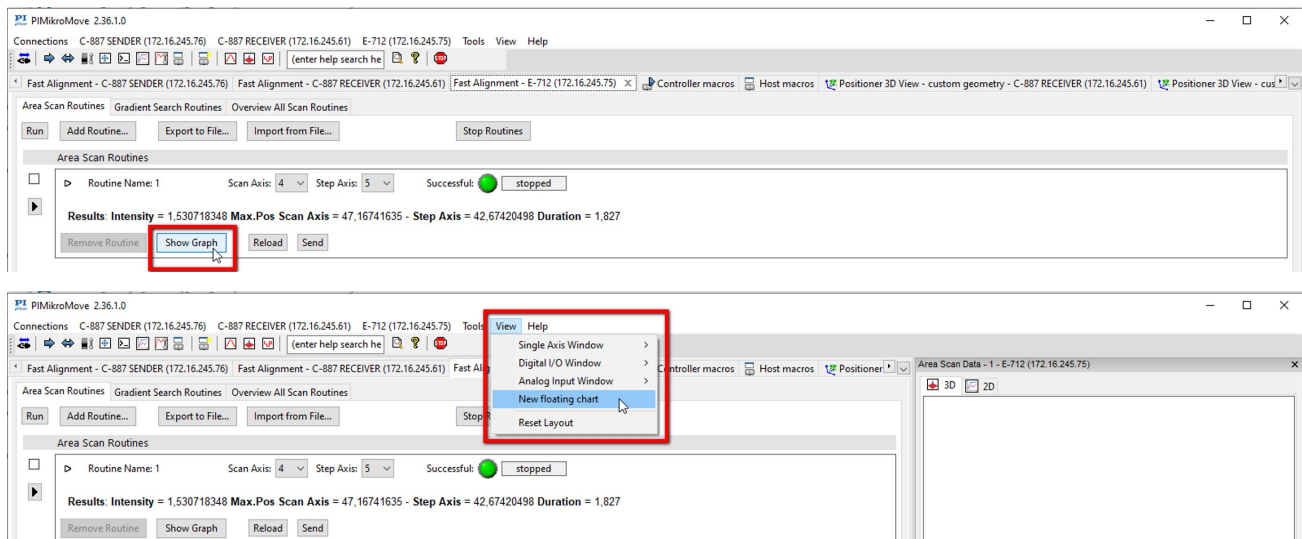 PI PIMikroMove 2.36.1.0
Connections C-887 SENDER (172.16.245.76) C-887 RECEIVER (172.16.245.61) E-712 (172.16.245.75) Tools View Help
(enter help search he STOP
Fast Alignment - C-887 SENDER (172.16.245.76) Fast Alignment - C-887 RECEIVER (172.16.245.61) Fast Alignment - E-712 (172.16.245.75) Controller macros Host macros Positioner 3D View - custom geometry - C-887 RECEIVER (172.16.245.61) Positioner 3D View - cus
Area Scan Routines Gradient Search Routines Overview All Scan Routines
Run Add Routine... Export to File... Import from File... Stop Routines
Area Scan Routines
Routine Name: 1 Scan Axis: 4 Step Axis: 5 Successful: stopped
Results: Intensity = 1,530718348 Max.Pos Scan Axis = 47,16741635 - Step Axis = 42,67420498 Duration = 1,827
Remove Routine Show Graph Reload Send
PI PIMikroMove 2.36.1.0
Connections C-887 SENDER (172.16.245.76) C-887 RECEIVER (172.16.245.61) E-712 (172.16.245.75) Tools View Help
(enter help search he STOP
Single Axis Window
Digital I/O Window
Analog Input Window
New floating chart
Reset Layout
Fast Alignment - C-887 SENDER (172.16.245.76) Fast Alignment - C-887 RECEIVER (172.16.245.61) Fast Alig Controller macros Host macros Positioner
Area Scan Data - 1 - E-712 (172.16.245.75)
3D 2D
Area Scan Routines Gradient Search Routines Overview All Scan Routines
Run Add Routine... Export to File... Import from File... Stop R
Area Scan Routines
Routine Name: 1 Scan Axis: 4 Step Axis: 5 Successful: stopped
Results: Intensity = 1,530718348 Max.Pos Scan Axis = 47,16741635 - Step Axis = 42,67420498 Duration = 1,827
Remove Routine Show Graph Reload Send